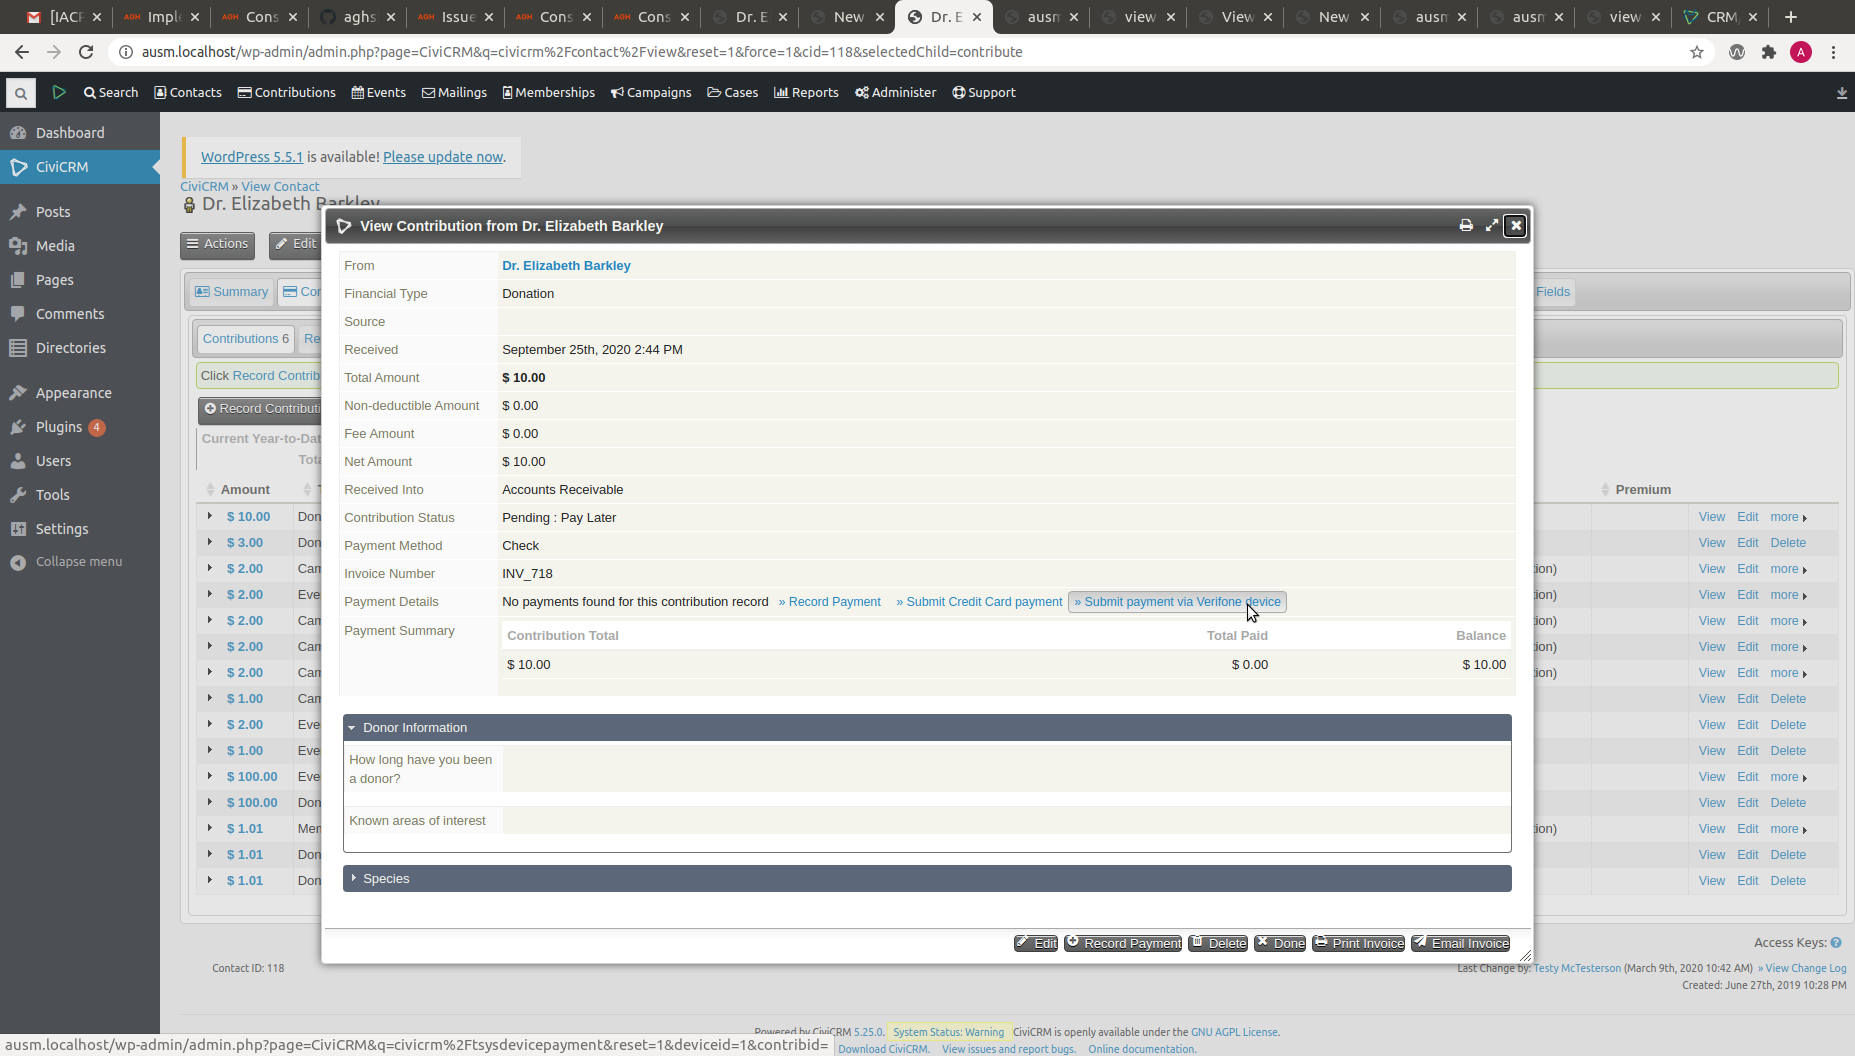 [IACF Impl Cons aghs Issue Cons Cons Dr. E New Dr. E ausm view View New ausm ausm view CRM,
ausm.localhost/wp-admin/admin.php?page=CiviCRM&q=civicrm%2Fcontact%2Fview&reset=1&force=1&cid=118&selectedChild=contribute A
Search Contacts Contributions Events Mailings Memberships Campaigns Cases Reports Administer Support
Dashboard
CiviCRM
Posts
Media
Pages
Comments
Directories
Appearance
Plugins 4
Users
Tools
Settings
Collapse menu
WordPress 5.5.1 is available! Please update now.
CiviCRM » View Contact
Dr. Elizabeth Barkley
Actions Edit
Summary Con Fields
Contributions 6 Re
Click Record Contrib
Record Contributi
Current Year-to-Dat
Tota
Amount T Premium
$ 10.00 Don View Edit more
$ 3.00 Don View Edit Delete
$ 2.00 Cam tion) View Edit more
$ 2.00 Eve tion) View Edit more
$ 2.00 Cam tion) View Edit more
$ 2.00 Cam tion) View Edit more
$ 2.00 Cam tion) View Edit more
$ 1.00 Cam View Edit Delete
$ 2.00 Eve View Edit Delete
$ 1.00 Eve View Edit Delete
$ 100.00 Eve View Edit more
$ 100.00 Don View Edit Delete
$ 1.01 Mem tion) View Edit more
$ 1.01 Don View Edit Delete
$ 1.01 Don View Edit Delete
View Contribution from Dr. Elizabeth Barkley
From Dr. Elizabeth Barkley
Financial Type Donation
Source
Received September 25th, 2020 2:44 PM
Total Amount $ 10.00
Non-deductible Amount $ 0.00
Fee Amount $ 0.00
Net Amount $ 10.00
Received Into Accounts Receivable
Contribution Status Pending : Pay Later
Payment Method Check
Invoice Number INV_718
Payment Details No payments found for this contribution record » Record Payment » Submit Credit Card payment » Submit payment via Verifone device
Payment Summary Contribution Total Total Paid Balance
$ 10.00 $ 0.00 $ 10.00
Donor Information
How long have you been
a donor?
Known areas of interest
Species
Edit Record Payment Delete Done Print Invoice Email Invoice
Access Keys: ?
Contact ID: 118 Last Change by: Testy McTesterson (March 9th, 2020 10:42 AM) » View Change Log
Created: June 27th, 2019 10:28 PM
Powered by CiviCRM 5.25.0. System Status: Warning CiviCRM is openly available under the GNU AGPL License.
Download CiviCRM. View issues and report bugs. Online documentation.
ausm.localhost/wp-admin/admin.php?page=CiviCRM&q=civicrm%2Ftsysdevicepayment&reset=1&deviceid=1&contribid=